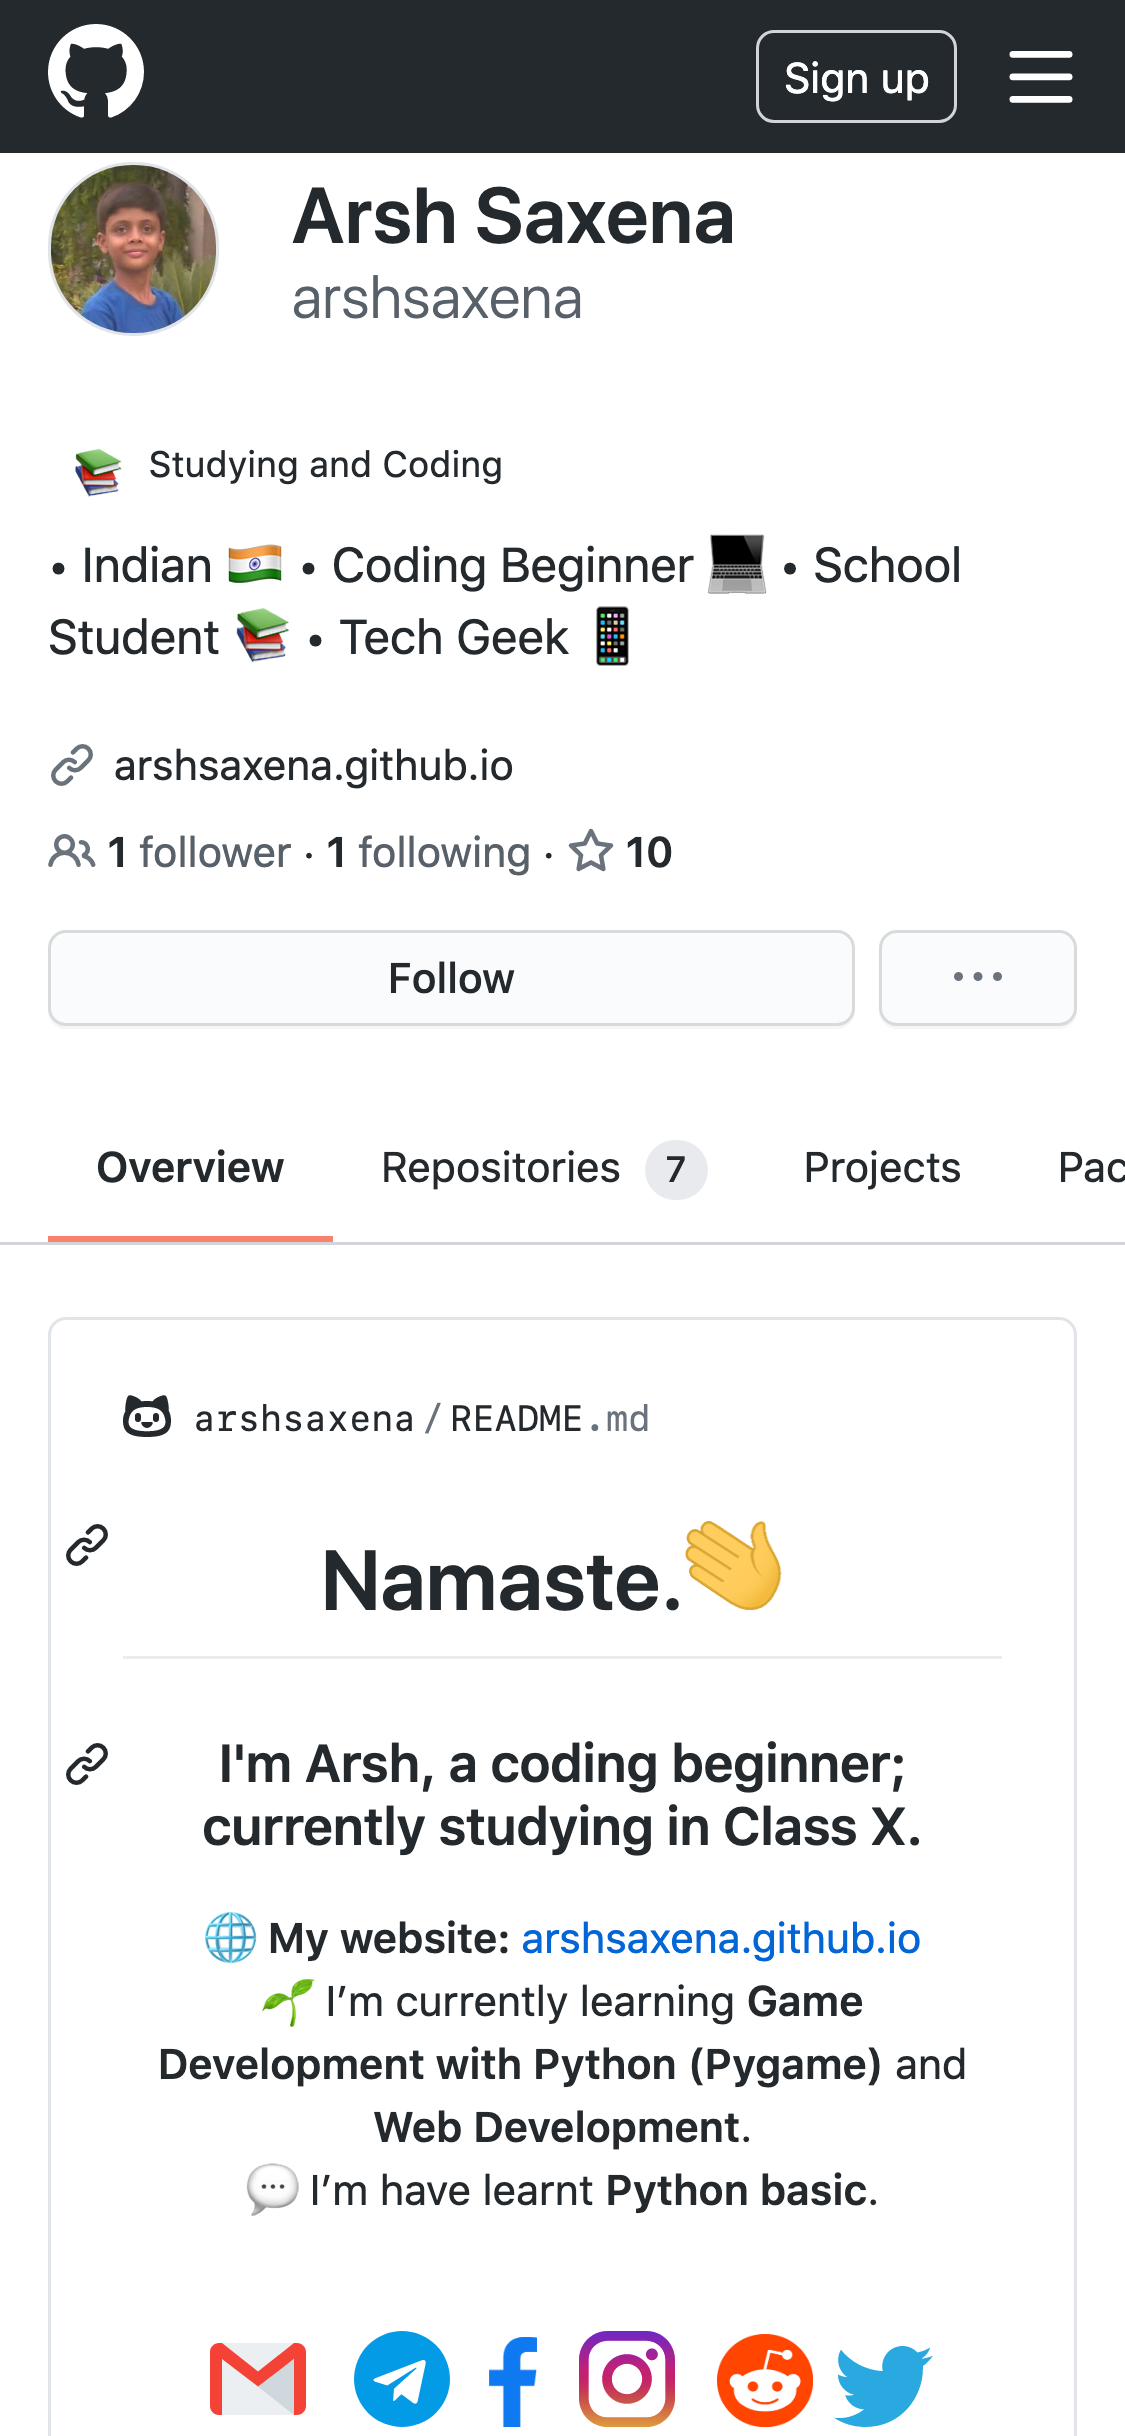 Sign up
Arsh Saxena
arshsaxena
📚 Studying and Coding
• Indian 🇮🇳 • Coding Beginner 💻 • School
Student 📚 • Tech Geek 📱
arshsaxena.github.io
1 follower · 1 following · 10
Follow
...
Overview Repositories 7 Projects Pac
arshsaxena/README.md
Namaste.👋
I'm Arsh, a coding beginner;
currently studying in Class X.
🌐 My website: arshsaxena.github.io
🌱 I’m currently learning Game
Development with Python (Pygame) and
Web Development.
💬 I’m have learnt Python basic.